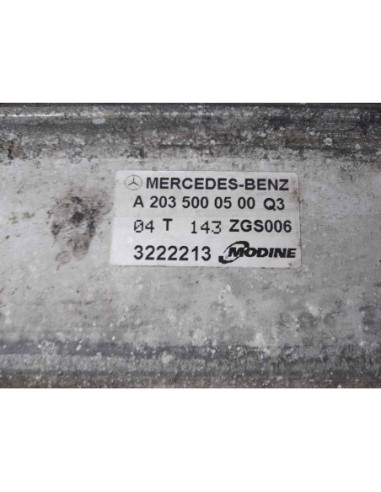 MERCEDES-BENZ
A 203 500 05 00 Q3
04 T 143 ZGS006
3222213 MODINE